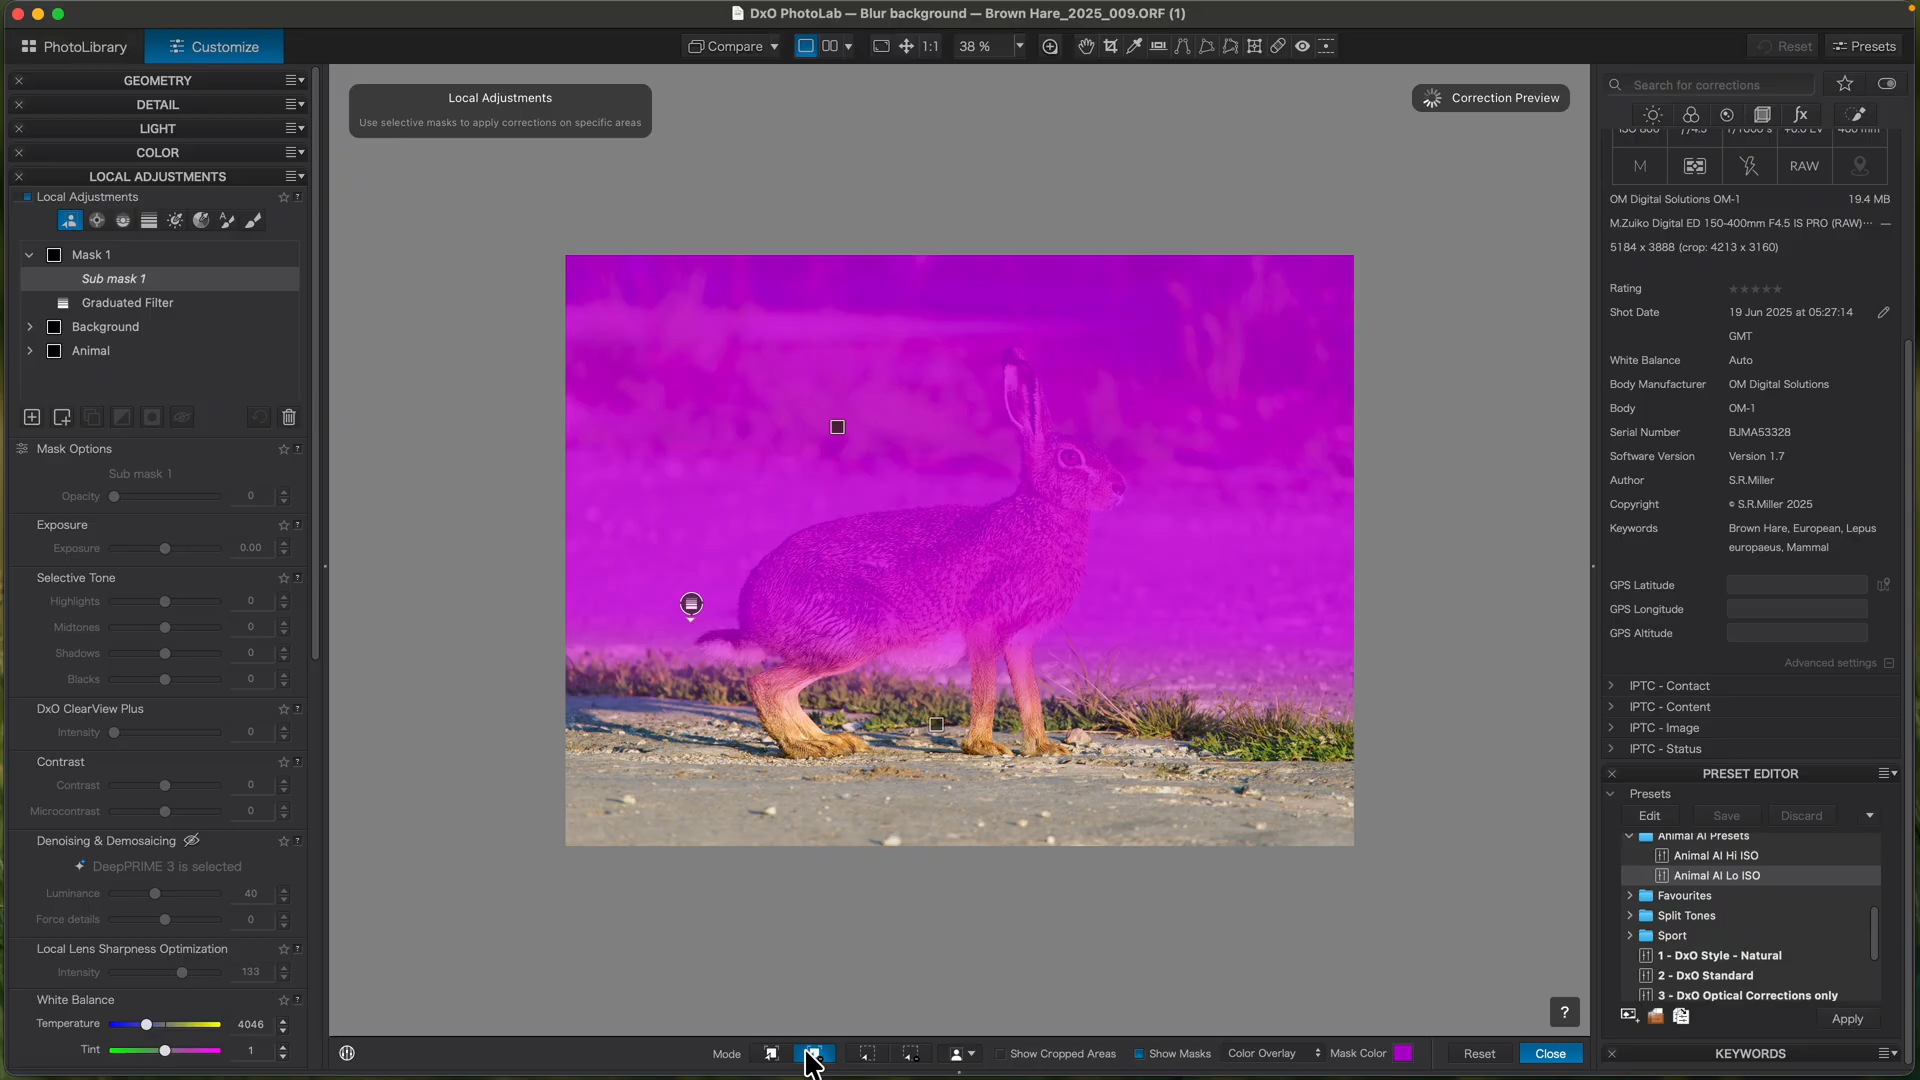 DxO PhotoLab — Blur background — Brown Hare_2025_009.ORF (1)
PhotoLibrary
Customize
Compare
1:1
38 %
Reset
Presets
GEOMETRY
DETAIL
LIGHT
COLOR
LOCAL ADJUSTMENTS
Local Adjustments
Mask 1
Sub mask 1
Graduated Filter
Background
Animal
Mask Options
Sub mask 1
Opacity 0
Exposure
Exposure 0.00
Selective Tone
Highlights 0
Midtones 0
Shadows 0
Blacks 0
DxO ClearView Plus
Intensity 0
Contrast
Contrast 0
Microcontrast 0
Denoising & Demosaicing
DeepPRIME 3 is selected
Luminance 40
Force details 0
Local Lens Sharpness Optimization
Intensity 133
White Balance
Temperature 4046
Tint 1
Local Adjustments
Use selective masks to apply corrections on specific areas
Correction Preview
?
Mode
Show Cropped Areas
Show Masks
Color Overlay
Mask Color
Reset
Close
Search for corrections
fx
ISO 800 ƒ/4.5 1/1000 s +0.0 EV 400 mm
M RAW
OM Digital Solutions OM-1 19.4 MB
M.Zuiko Digital ED 150-400mm F4.5 IS PRO (RAW)… —
5184 x 3888 (crop: 4213 x 3160)
Rating ★★★★★
Shot Date 19 Jun 2025 at 05:27:14
GMT
White Balance Auto
Body Manufacturer OM Digital Solutions
Body OM-1
Serial Number BJMA53328
Software Version Version 1.7
Author S.R.Miller
Copyright © S.R.Miller 2025
Keywords Brown Hare, European, Lepus
europaeus, Mammal
GPS Latitude
GPS Longitude
GPS Altitude
Advanced settings
IPTC - Contact
IPTC - Content
IPTC - Image
IPTC - Status
PRESET EDITOR
Presets
Edit Save Discard
Animal AI Presets
Animal AI Hi ISO
Animal AI Lo ISO
Favourites
Split Tones
Sport
1 - DxO Style - Natural
2 - DxO Standard
3 - DxO Optical Corrections only
Apply
KEYWORDS